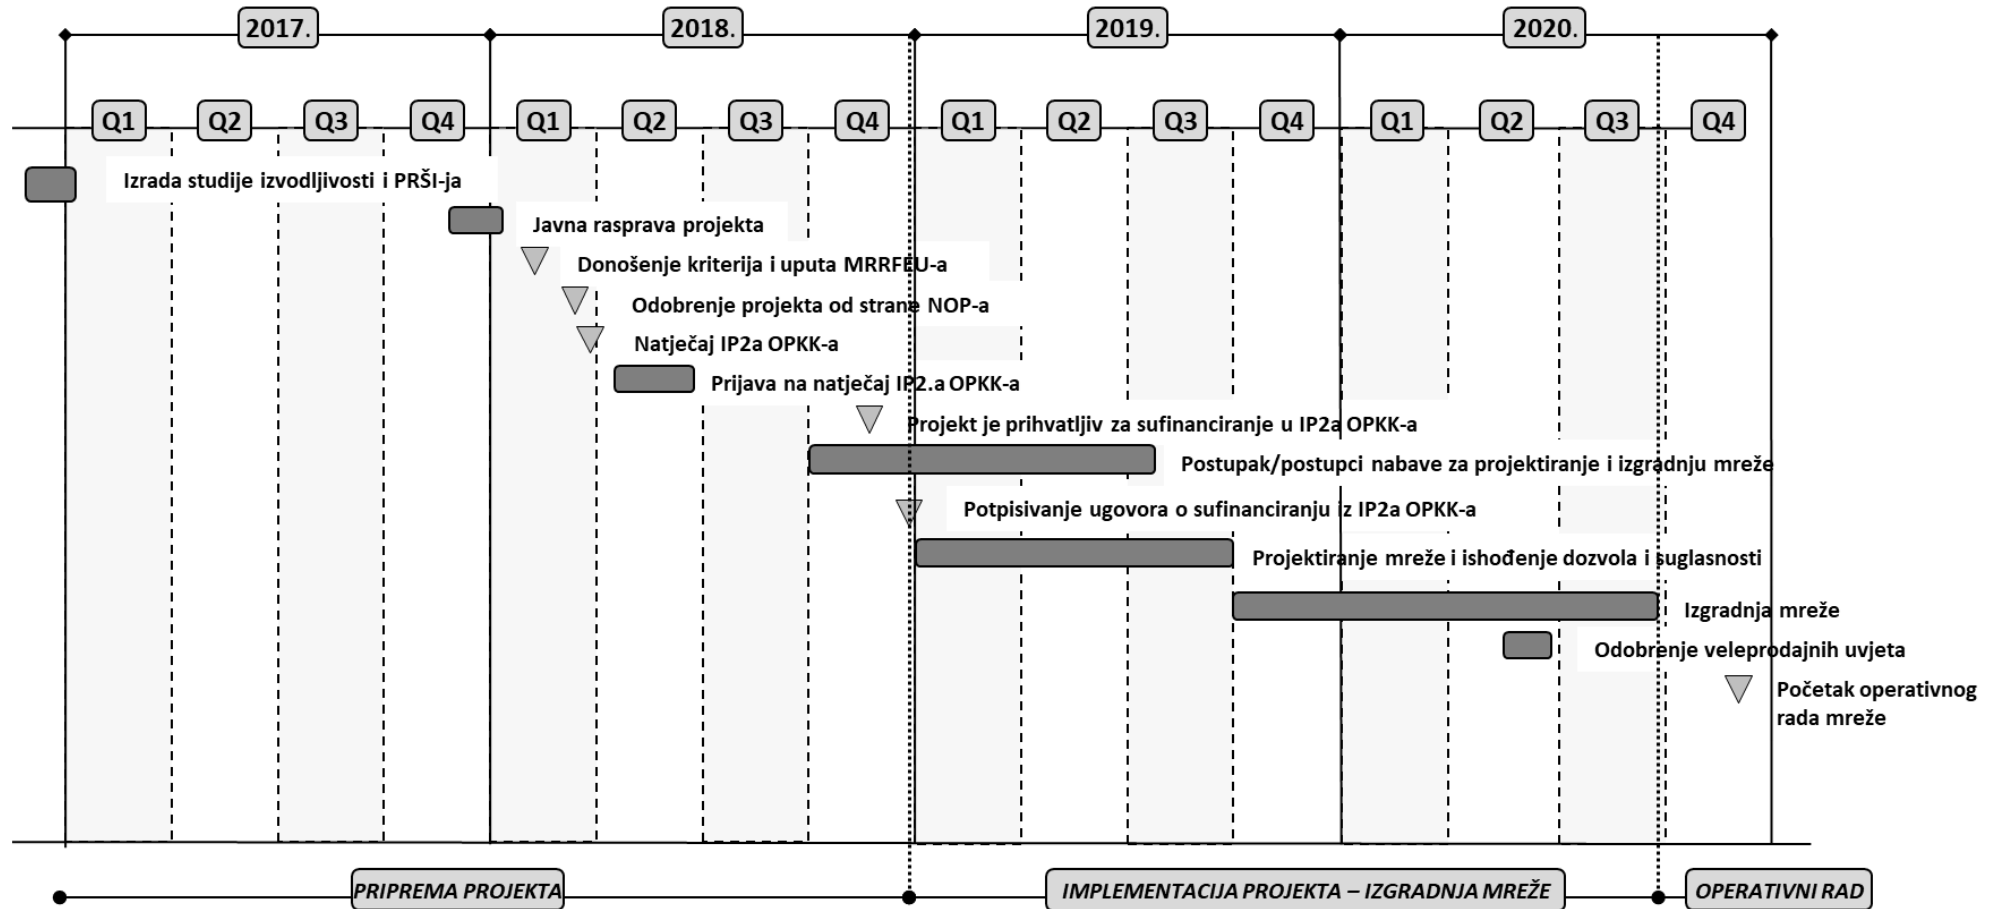 2017.
2018.
2019.
2020.
Q1 Q2 Q3 Q4 Q1 Q2 Q3 Q4 Q1 Q2 Q3 Q4 Q1 Q2 Q3 Q4
Izrada studije izvodljivosti i PRŠI-ja
Javna rasprava projekta
Donošenje kriterija i uputa MRRFEU-a
Odobrenje projekta od strane NOP-a
Natječaj IP2a OPKK-a
Prijava na natječaj IP2.a OPKK-a
Projekt je prihvatljiv za sufinanciranje u IP2a OPKK-a
Postupak/postupci nabave za projektiranje i izgradnju mreže
Potpisivanje ugovora o sufinanciranju iz IP2a OPKK-a
Projektiranje mreže i ishođenje dozvola i suglasnosti
Izgradnja mreže
Odobrenje veleprodajnih uvjeta
Početak operativnog
rada mreže
PRIPREMA PROJEKTA
IMPLEMENTACIJA PROJEKTA – IZGRADNJA MREŽE
OPERATIVNI RAD